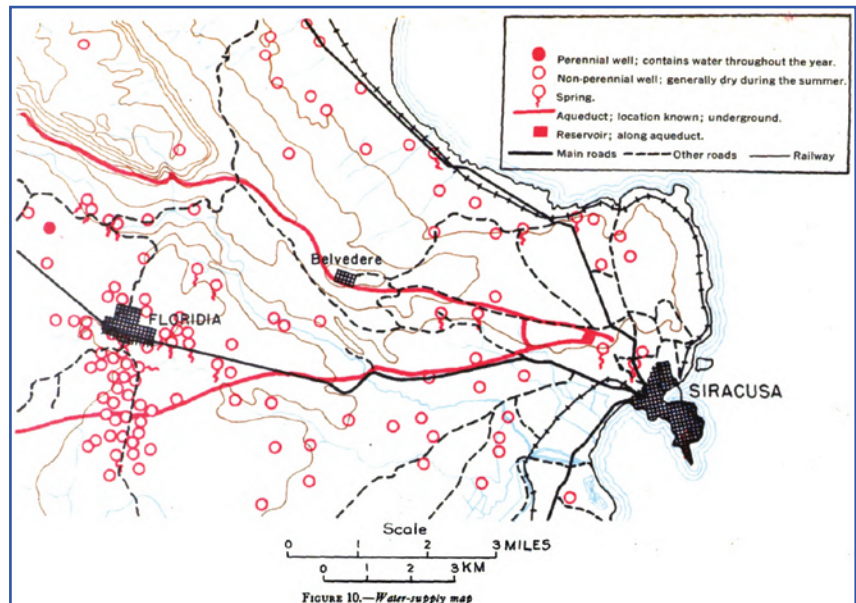 Perennial well; contains water throughout the year.
Non-perennial well; generally dry during the summer.
Spring.
Aqueduct; location known; underground.
Reservoir; along aqueduct.
Main roads Other roads Railway
Belvedere
FLORIDIA
SIRACUSA
Scale
0 1 2 3 MILES
0 1 2 3 KM
FIGURE 10.—Water-supply map